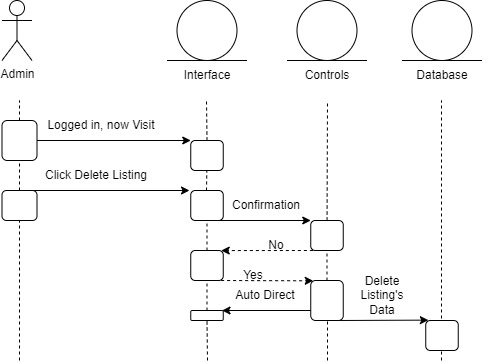 Admin
Interface
Controls
Database
Logged in, now Visit
Click Delete Listing
Confirmation
No
Yes
Auto Direct
Delete
Listing's
Data